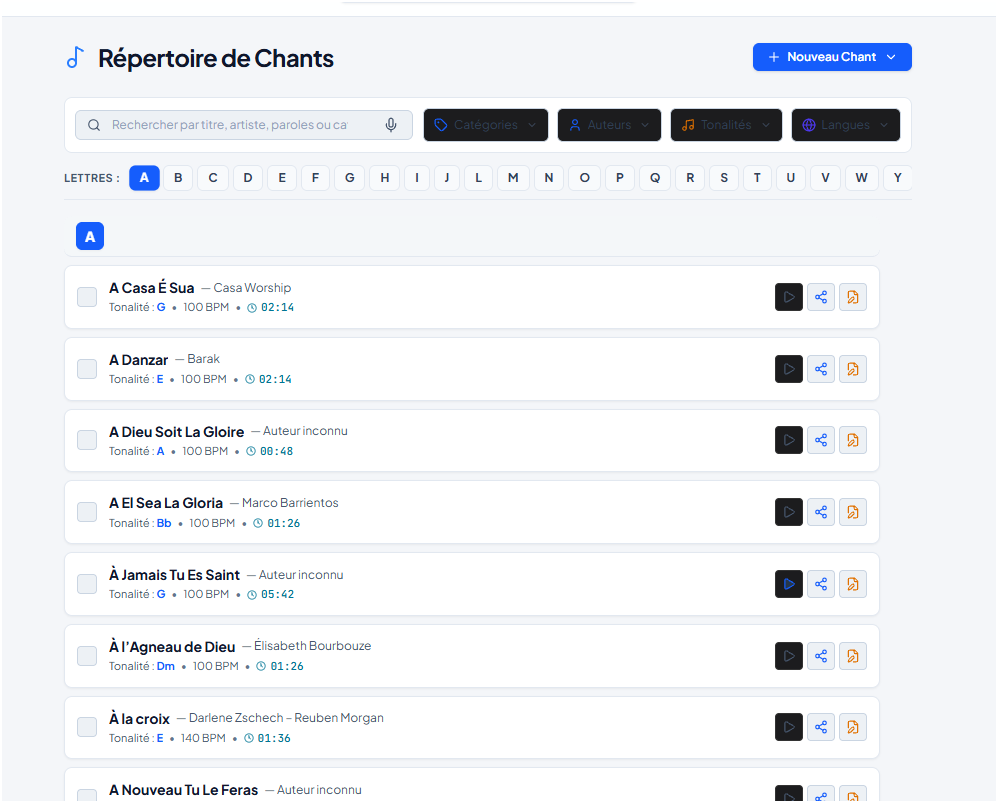 Répertoire de Chants
Nouveau Chant
Rechercher par titre, artiste, paroles ou ca
Catégories
Auteurs
Tonalités
Langues
LETTRES : A B C D E F G H I J L M N O P Q R S T U V W Y
A
A Casa É Sua — Casa Worship
Tonalité : G • 100 BPM • 02:14
A Danzar — Barak
Tonalité : E • 100 BPM • 02:14
A Dieu Soit La Gloire — Auteur inconnu
Tonalité : A • 100 BPM • 00:48
A El Sea La Gloria — Marco Barrientos
Tonalité : Bb • 100 BPM • 01:26
À Jamais Tu Es Saint — Auteur inconnu
Tonalité : G • 100 BPM • 05:42
À l’Agneau de Dieu — Élisabeth Bourbouze
Tonalité : Dm • 100 BPM • 01:26
À la croix — Darlene Zschech – Reuben Morgan
Tonalité : E • 140 BPM • 01:36
A Nouveau Tu Le Feras — Auteur inconnu